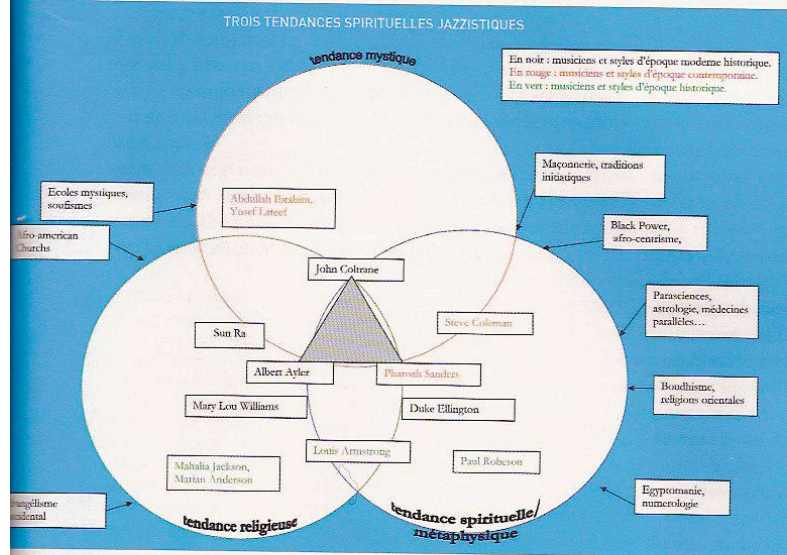 TROIS TENDANCES SPIRITUELLES JAZZISTIQUES
tendance mystique
En noir : musiciens et styles d'époque moderne historique.
En rouge : musiciens et styles d'époque contemporaine.
En vert : musiciens et styles d'époque historique.
Maçonnerie, traditions
initiatiques
Ecoles mystiques,
soufismes
Abdullah Ibrahim,
Yusef Lateef
Black Power,
afro-centrisme,
Afro-american
Churchs
John Coltrane
Parasciences,
astrologie, médecines
parallèles...
Steve Coleman
Sun Ra
Albert Ayler
Pharoah Sanders
Boudhisme,
religions orientales
Mary Lou Williams
Duke Ellington
Louis Armstrong
Paul Robeson
Mahalia Jackson,
Marian Anderson
Egyptomanie,
numerologie
tendance religieuse
tendance spirituelle/
métaphysique